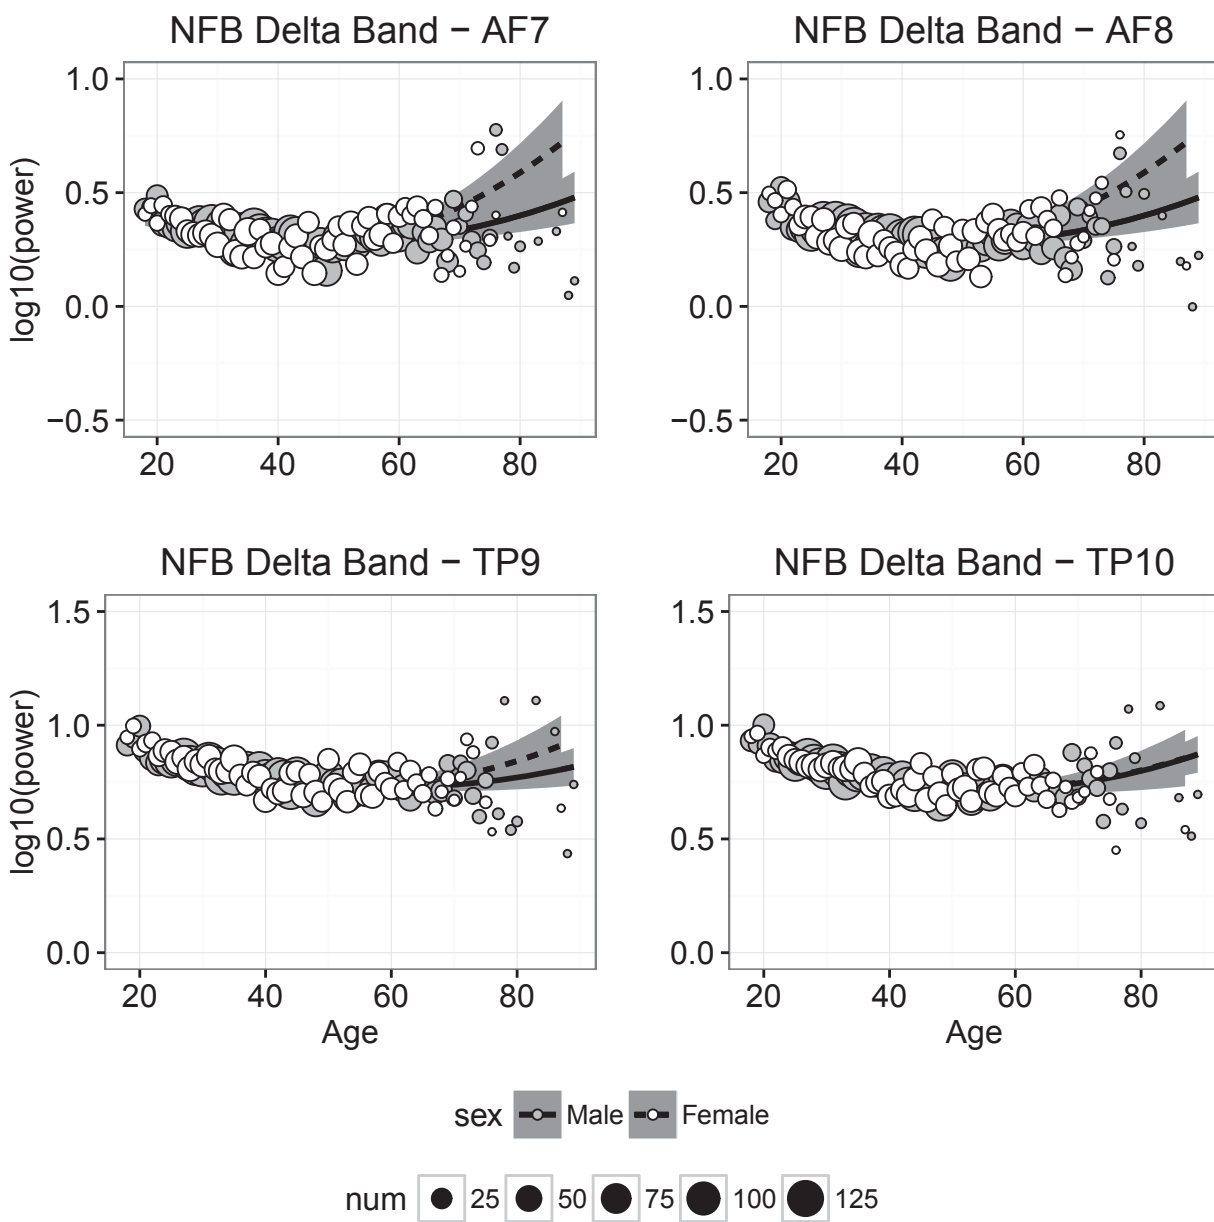 NFB Delta Band − AF7
NFB Delta Band − AF8
log10(power)
1.0
0.5
0.0
−0.5
20 40 60 80
1.0
0.5
0.0
−0.5
20 40 60 80
NFB Delta Band − TP9
NFB Delta Band − TP10
log10(power)
1.5
1.0
0.5
0.0
20 40 60 80
Age
1.5
1.0
0.5
0.0
20 40 60 80
Age
sex Male Female
num 25 50 75 100 125